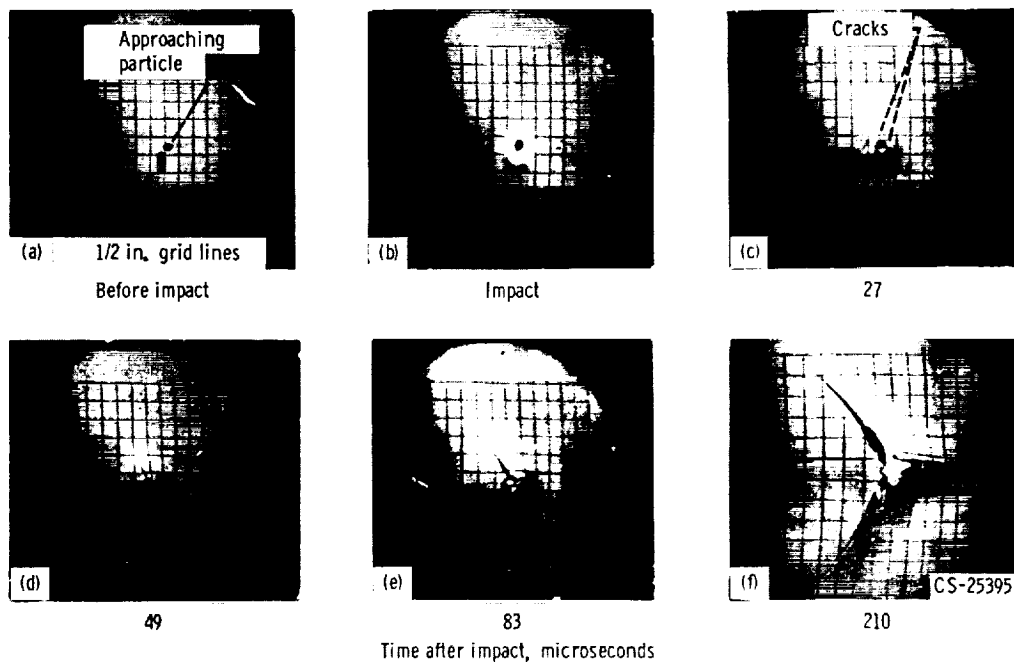 Approaching
particle
Cracks
(a)
1/2 in. grid lines
(b)
(c)
Before impact
Impact
27
(d)
(e)
(f)
CS-25395
49
83
210
Time after impact, microseconds